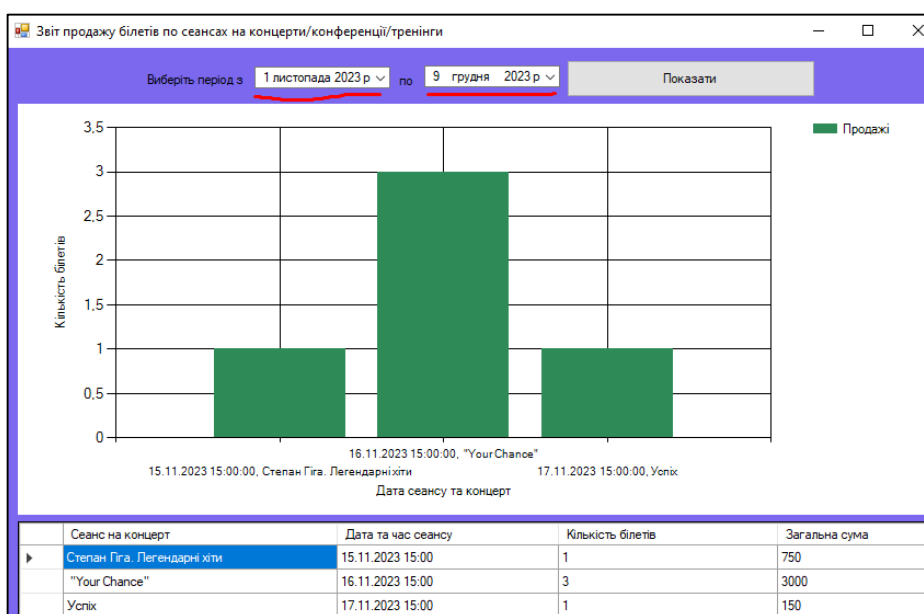 Звіт продажу білетів по сеансах на концерти/конференції/тренінги
Виберіть період з 1 листопада 2023 р по 9 грудня 2023 р Показати
Продажі
3,5
3
2,5
2
1,5
1
0,5
0
Кількість білетів
16.11.2023 15:00:00, "Your Chance"
15.11.2023 15:00:00, Степан Гіга. Легендарні хіти 17.11.2023 15:00:00, Успіх
Дата сеансу та концерт
Сеанс на концерт Дата та час сеансу Кількість білетів Загальна сума
Степан Гіга. Легендарні хіти 15.11.2023 15:00 1 750
"Your Chance" 16.11.2023 15:00 3 3000
Успіх 17.11.2023 15:00 1 150